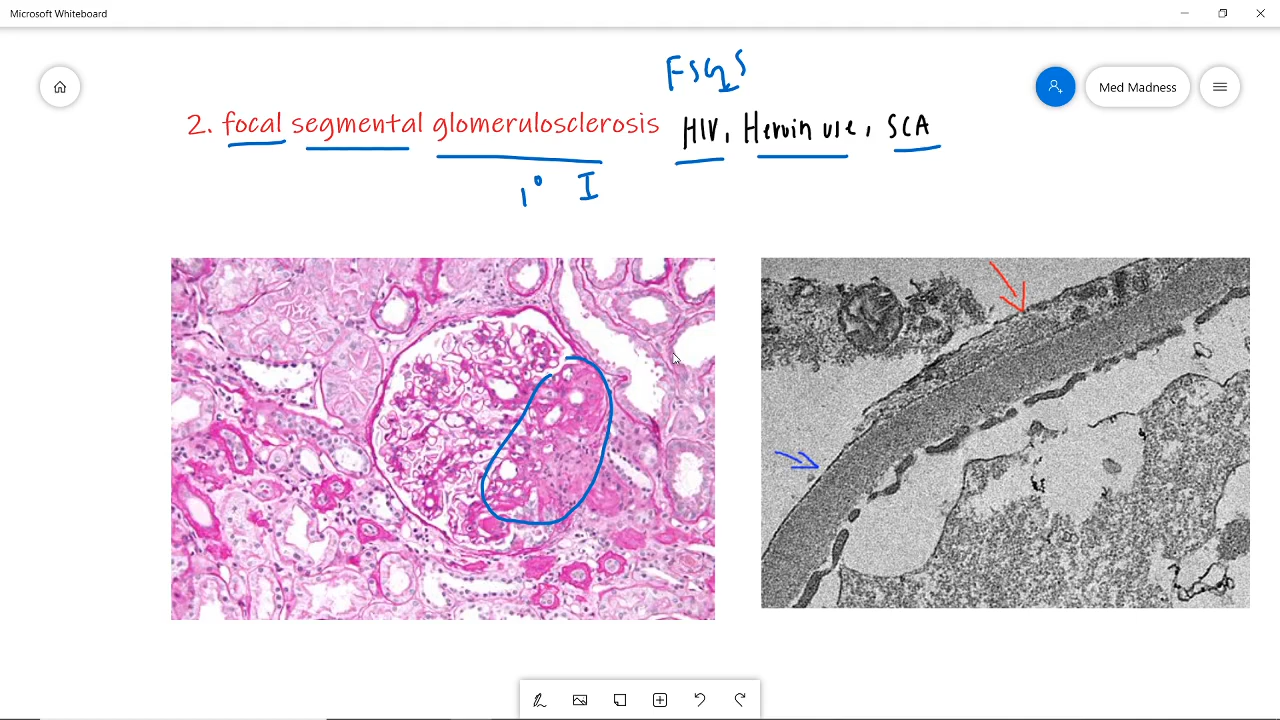 Microsoft Whiteboard
FSGS
Med Madness
2. focal segmental glomerulosclerosis HIV, Heroin use, SCA
1° I